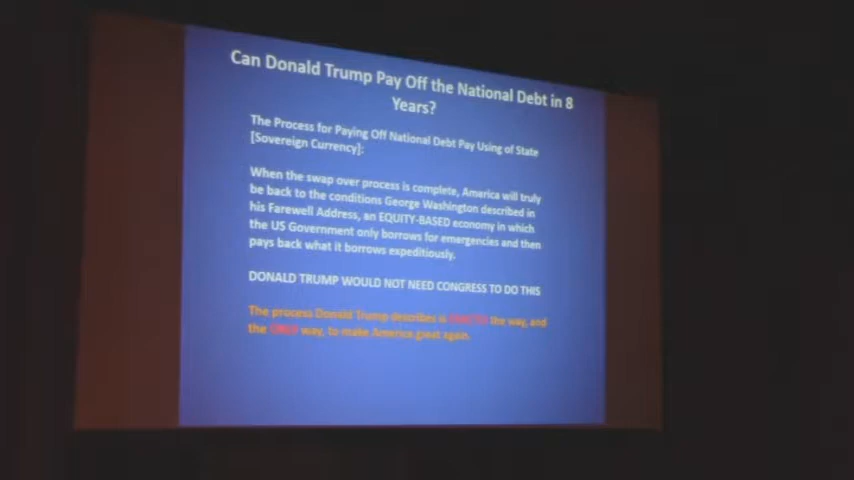 Can Donald Trump Pay Off the National Debt in 8
Years?
The Process for Paying Off National Debt Pay Using of State
[Sovereign Currency]:
When the swap over process is complete, America will truly
be back to the conditions George Washington described in
his Farewell Address, an EQUITY-BASED economy in which
the US Government only borrows for emergencies and then
pays back what it borrows expeditiously.
DONALD TRUMP WOULD NOT NEED CONGRESS TO DO THIS
The process Donald Trump describes is the way, and
the ONLY way, to make America great again.